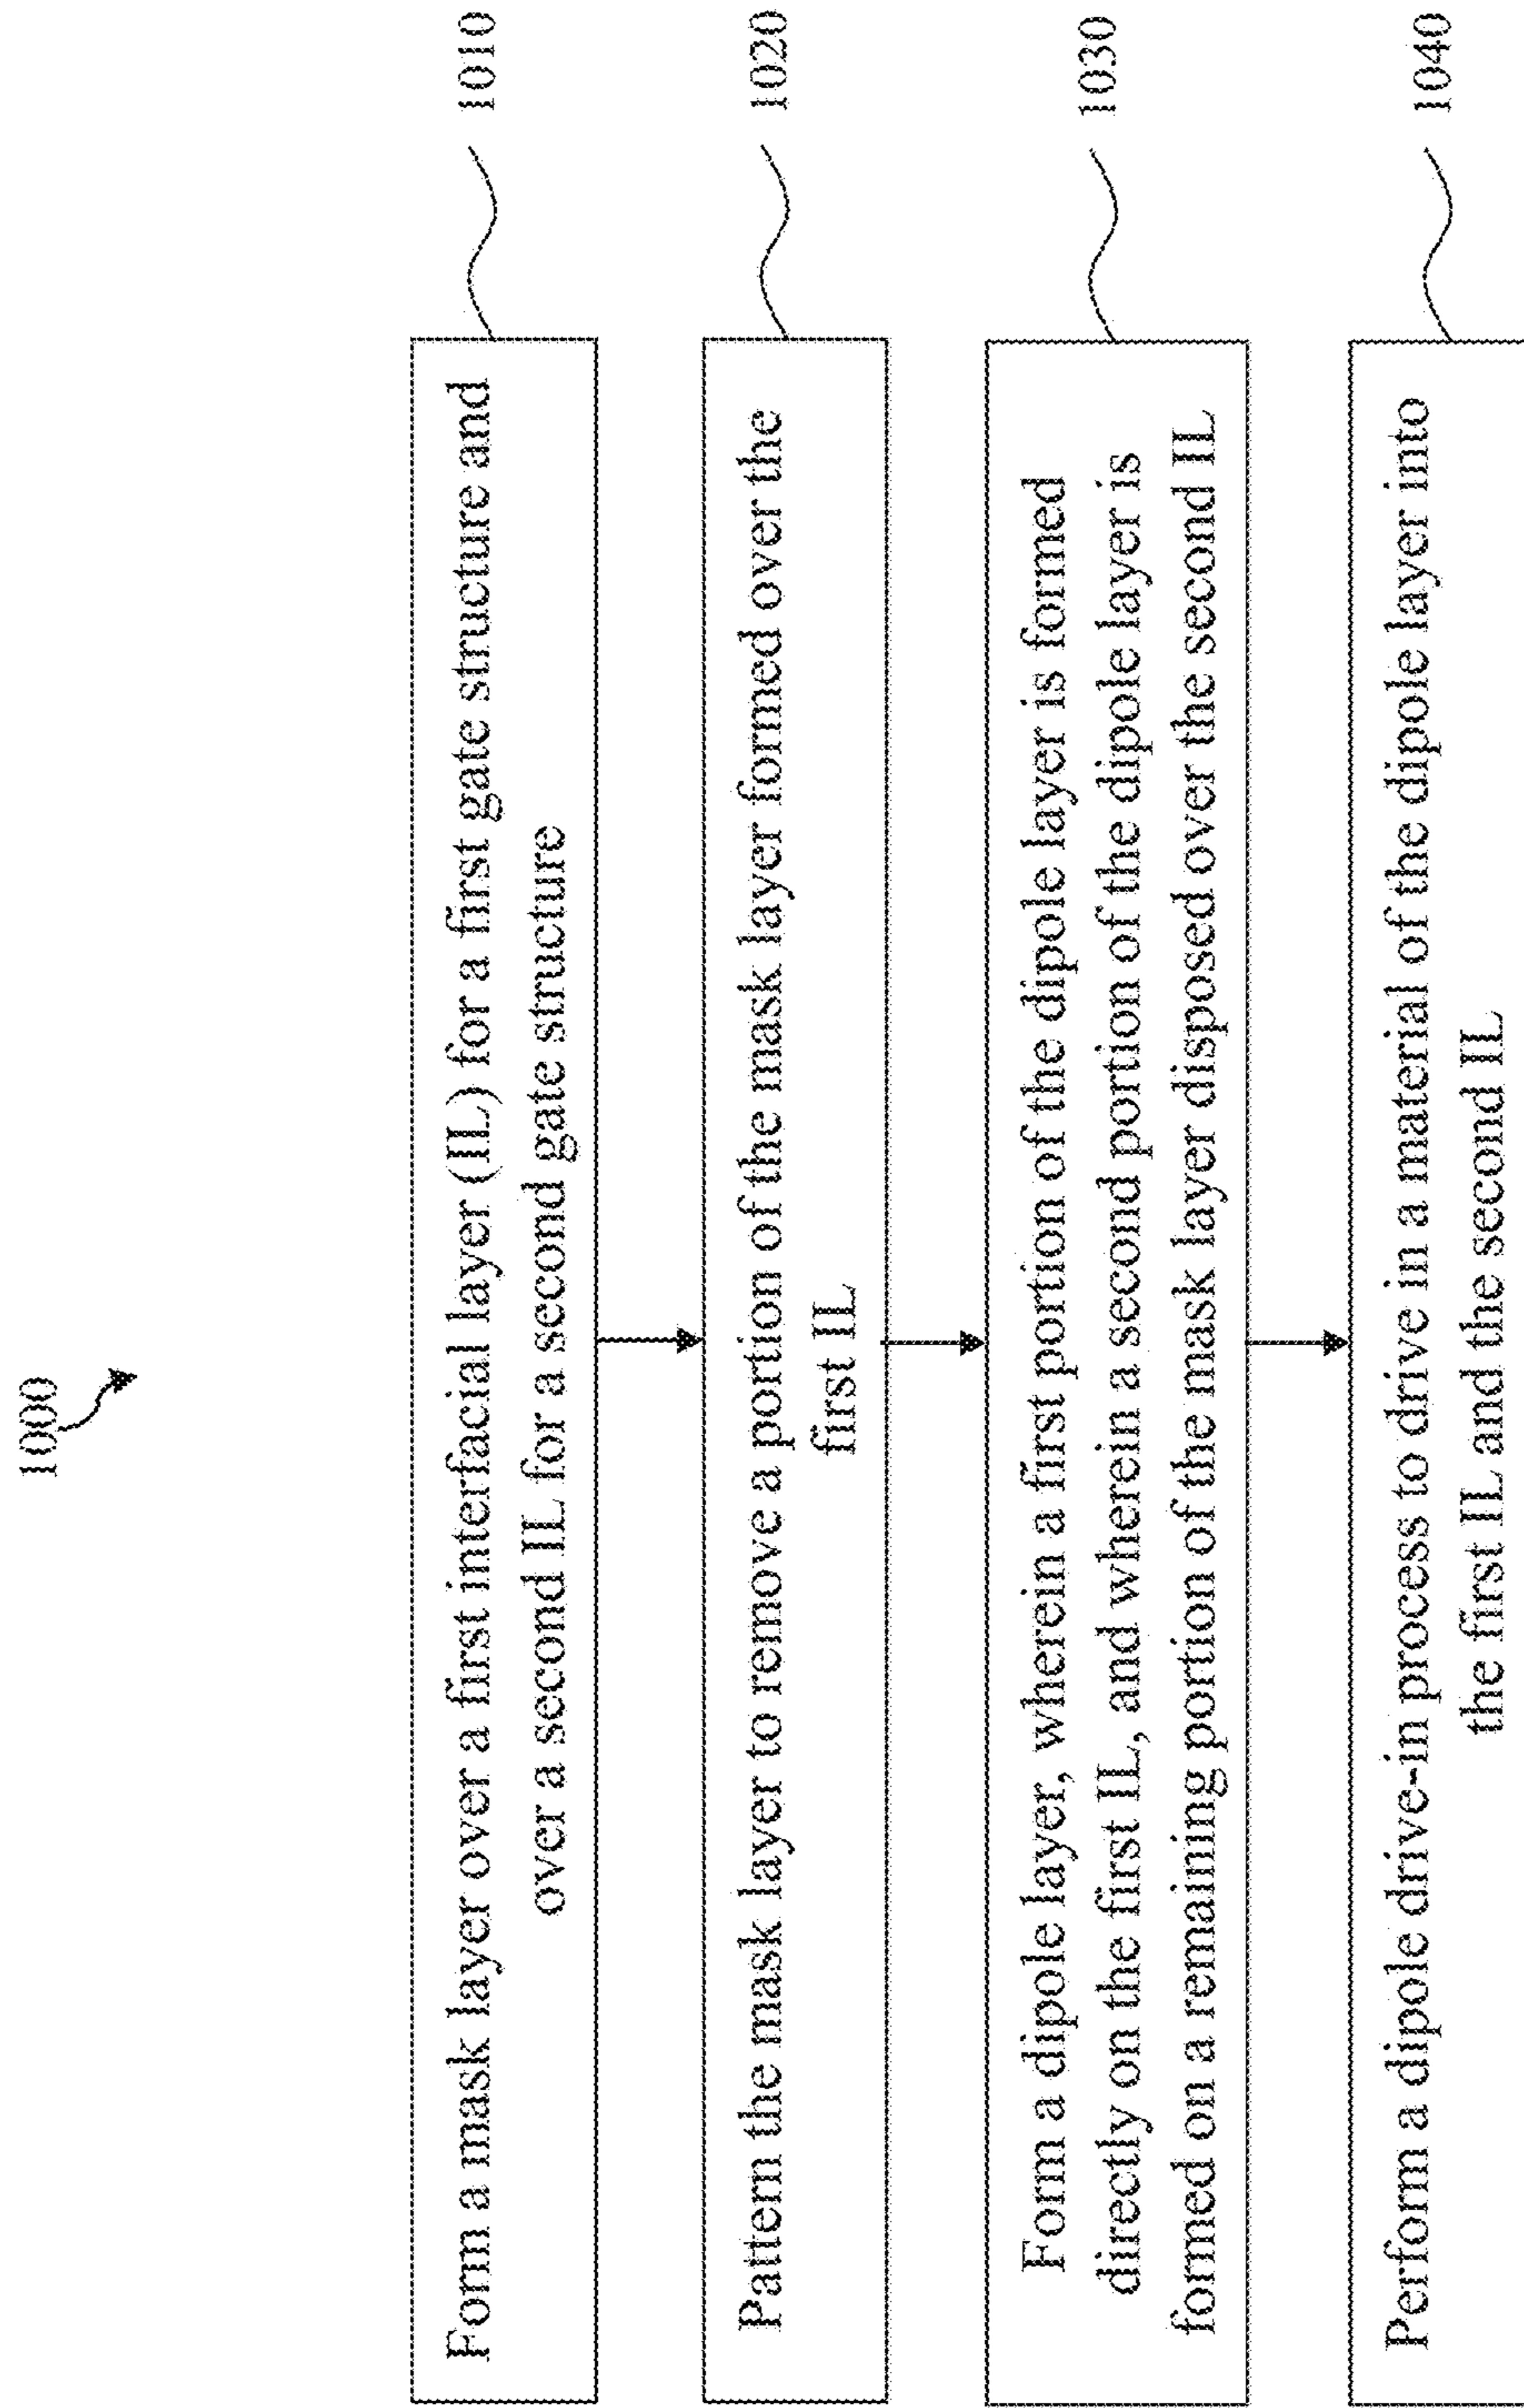 1000
Form a mask layer over a first interfacial layer (IL) for a first gate structure and
over a second IL for a second gate structure
1010
Pattern the mask layer to remove a portion of the mask layer formed over the
first IL
1020
Form a dipole layer, wherein a first portion of the dipole layer is formed
directly on the first IL, and wherein a second portion of the dipole layer is
formed on a remaining portion of the mask layer disposed over the second IL
1030
Perform a dipole drive-in process to drive in a material of the dipole layer into
the first IL and the second IL
1040